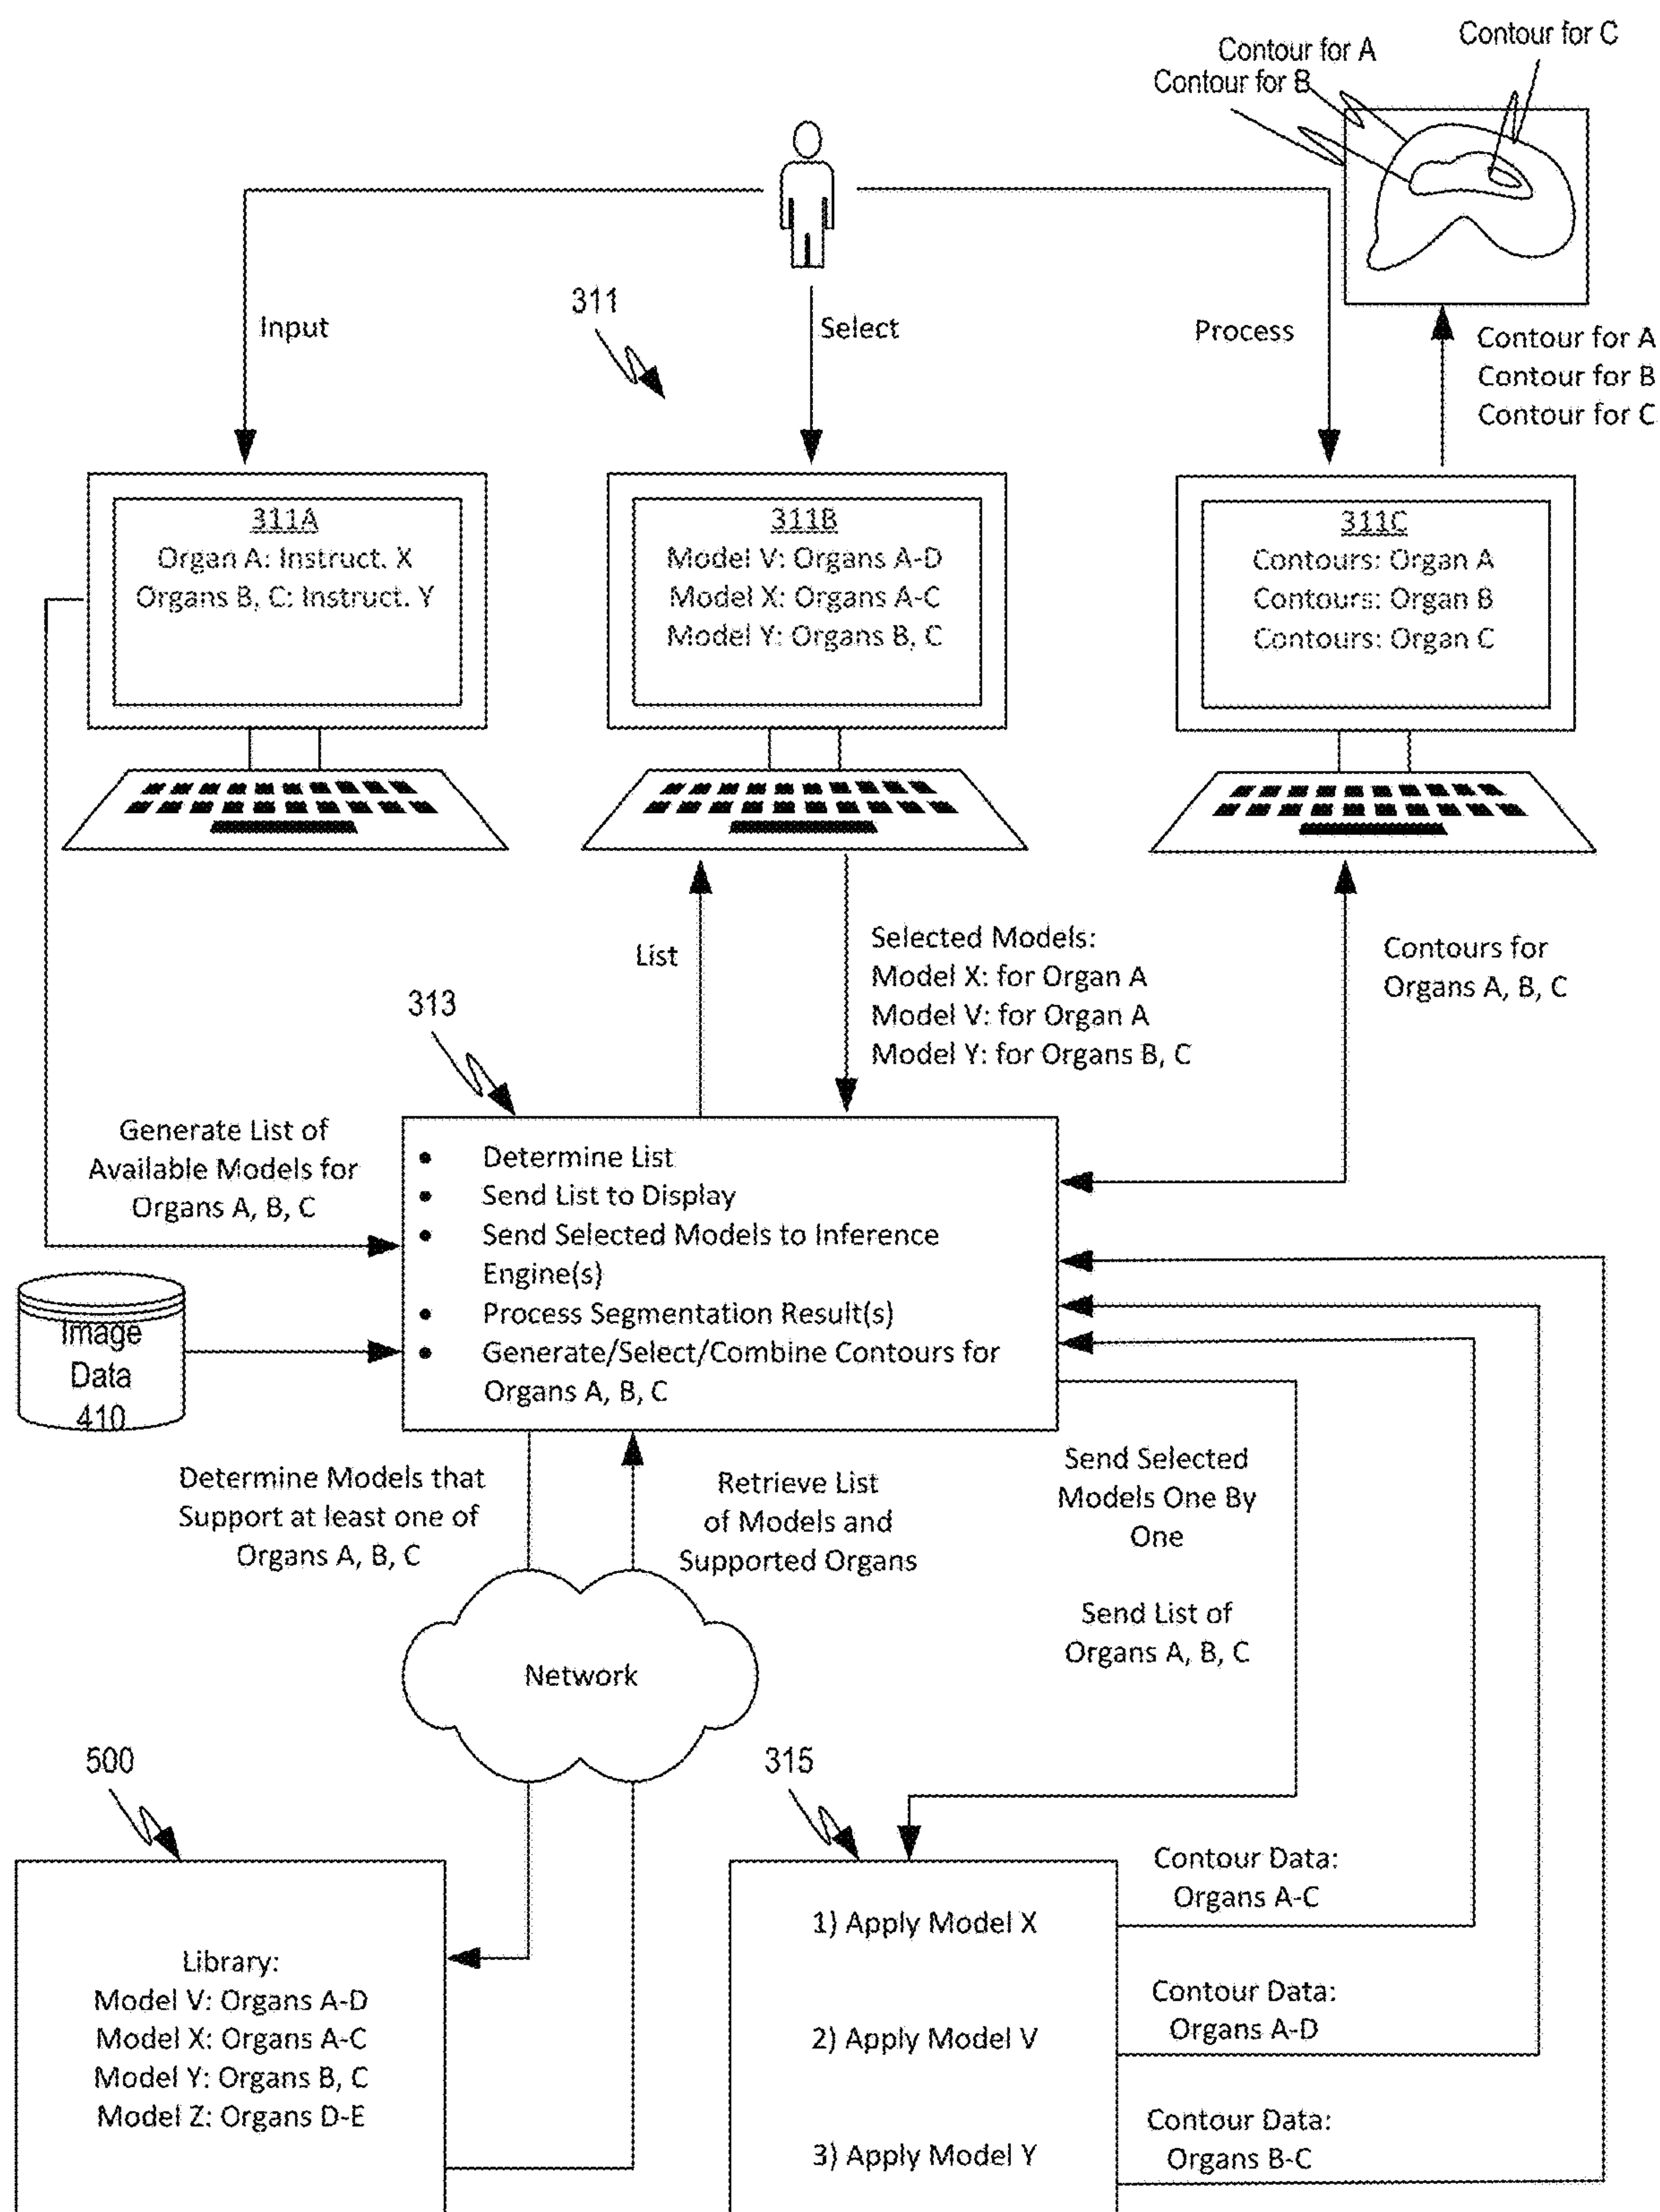 Contour for C
Contour for A
Contour for B
311
Input
Select
Process
Contour for A
Contour for B
Contour for C
311A
Organ A: Instruct. X
Organs B, C: Instruct. Y
311B
Model V: Organs A-D
Model X: Organs A-C
Model Y: Organs B, C
311C
Contours: Organ A
Contours: Organ B
Contours: Organ C
List
Selected Models:
Model X: for Organ A
Model V: for Organ A
Model Y: for Organs B, C
Contours for
Organs A, B, C
313
Generate List of
Available Models for
Organs A, B, C
• Determine List
• Send List to Display
• Send Selected Models to Inference
Engine(s)
• Process Segmentation Result(s)
• Generate/Select/Combine Contours for
Organs A, B, C
Image
Data
410
Determine Models that
Support at least one of
Organs A, B, C
Retrieve List
of Models and
Supported Organs
Send Selected
Models One By
One
Send List of
Organs A, B, C
Network
500
315
Library:
Model V: Organs A-D
Model X: Organs A-C
Model Y: Organs B, C
Model Z: Organs D-E
1) Apply Model X
2) Apply Model V
3) Apply Model Y
Contour Data:
Organs A-C
Contour Data:
Organs A-D
Contour Data:
Organs B-C